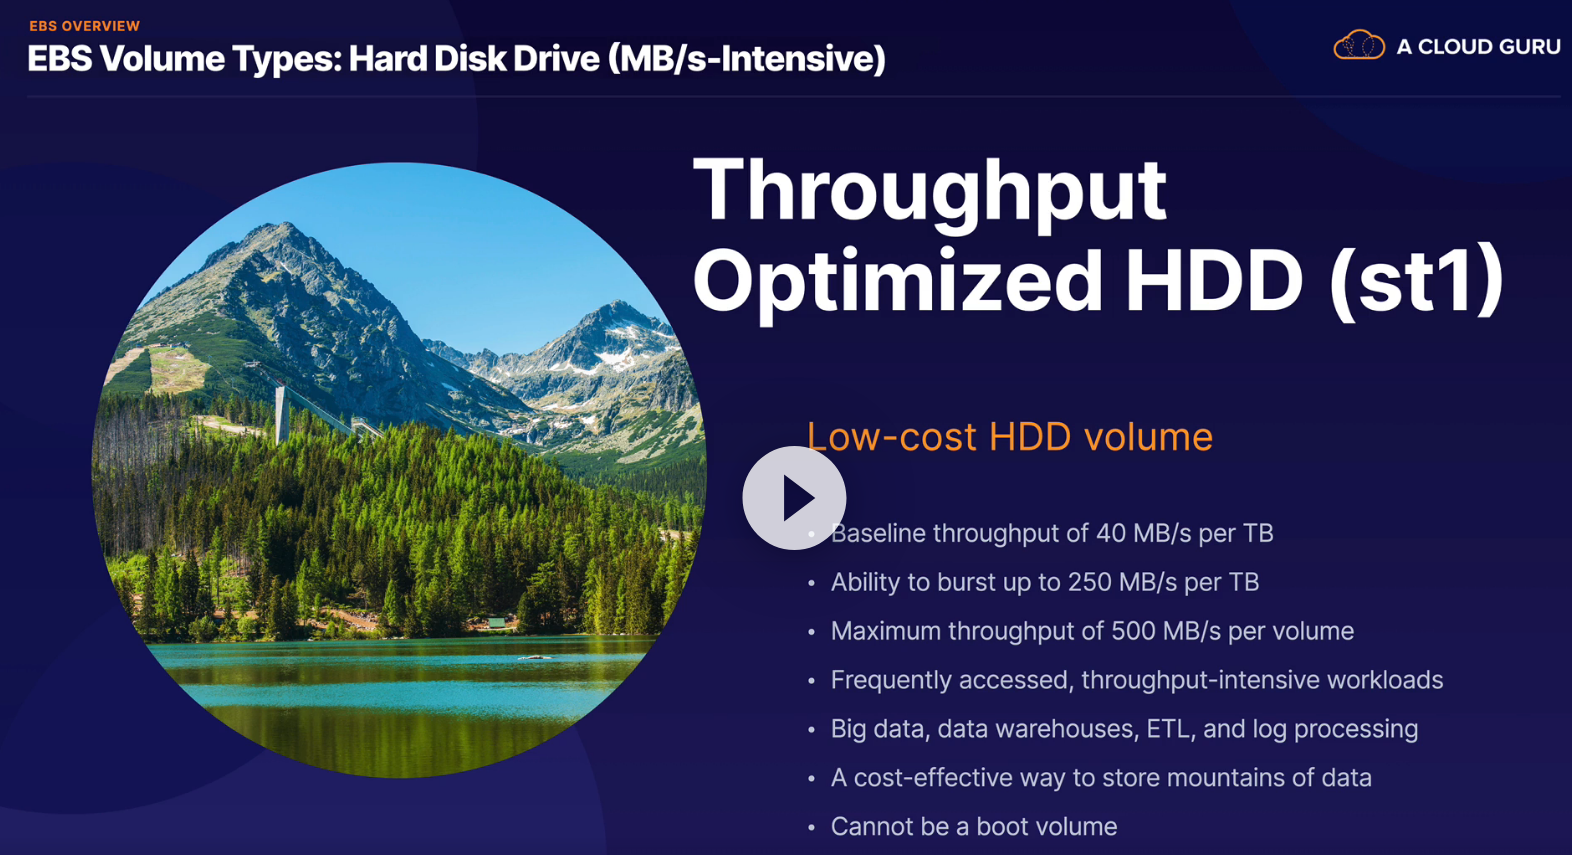 EBS OVERVIEW
EBS Volume Types: Hard Disk Drive (MB/s-Intensive)
A CLOUD GURU
Throughput
Optimized HDD (st1)
Low-cost HDD volume
• Baseline throughput of 40 MB/s per TB
• Ability to burst up to 250 MB/s per TB
• Maximum throughput of 500 MB/s per volume
• Frequently accessed, throughput-intensive workloads
• Big data, data warehouses, ETL, and log processing
• A cost-effective way to store mountains of data
• Cannot be a boot volume